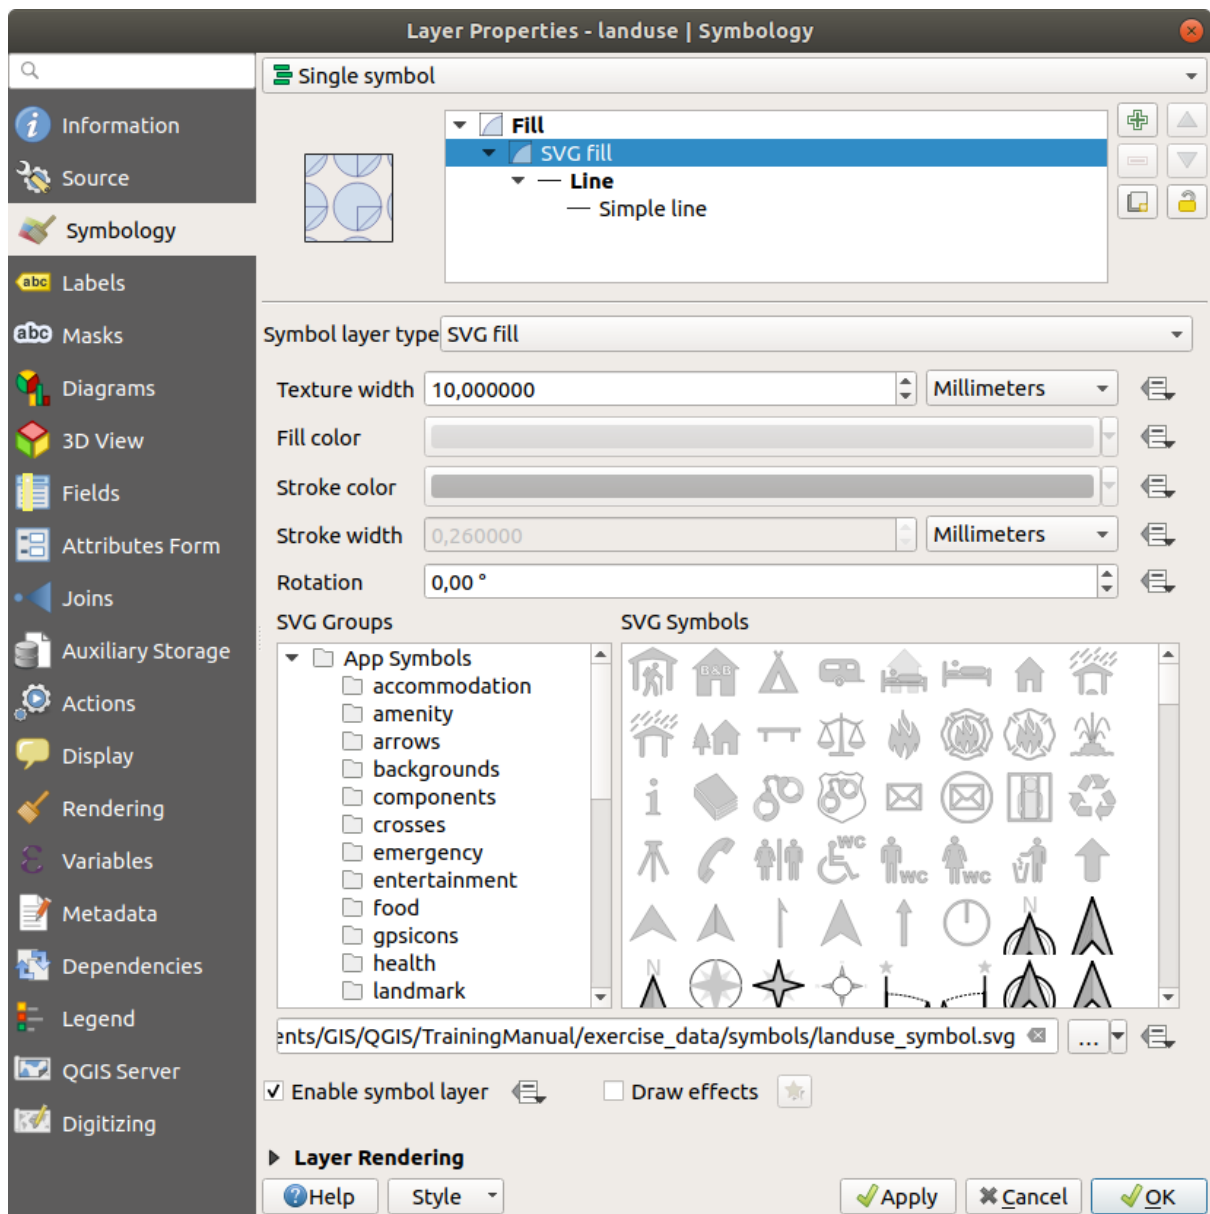 Layer Properties - landuse | Symbology
Single symbol
Information
Source
Symbology
Labels
Masks
Diagrams
3D View
Fields
Attributes Form
Joins
Auxiliary Storage
Actions
Display
Rendering
Variables
Metadata
Dependencies
Legend
QGIS Server
Digitizing
Fill
SVG fill
Line
Simple line
Symbol layer type SVG fill
Texture width 10,000000 Millimeters
Fill color
Stroke color
Stroke width 0,260000 Millimeters
Rotation 0,00 °
SVG Groups
App Symbols
accommodation
amenity
arrows
backgrounds
components
crosses
emergency
entertainment
food
gpsicons
health
landmark
SVG Symbols
B&B
i
WC
WC
WC
N
N
ents/GIS/QGIS/TrainingManual/exercise_data/symbols/landuse_symbol.svg ...
Enable symbol layer Draw effects
Layer Rendering
Help Style Apply Cancel OK